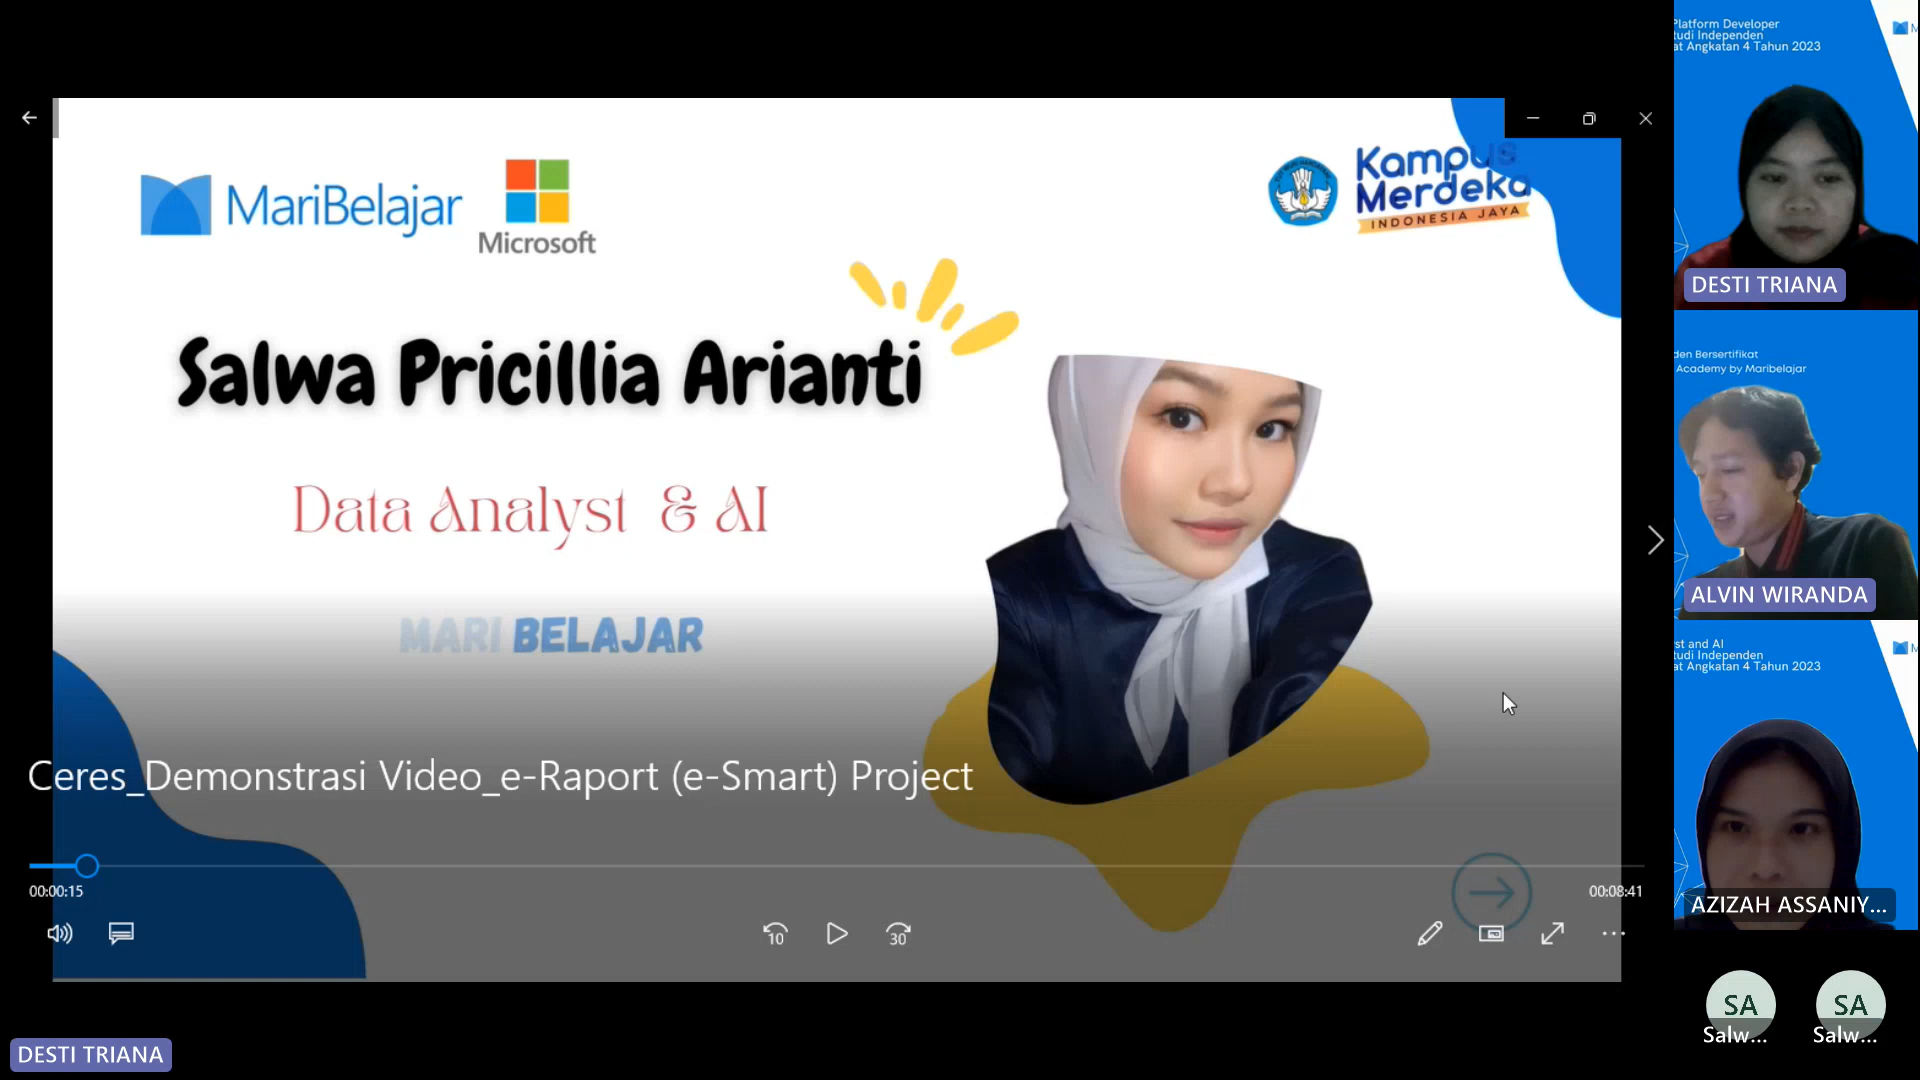 MariBelajar
Microsoft
Kampus
Merdeka
INDONESIA JAYA
Salwa Pricillia Arianti
Data Analyst & AI
MARI BELAJAR
Ceres_Demonstrasi Video_e-Raport (e-Smart) Project
00:00:15
00:08:41
10
30
DESTI TRIANA
Platform Developer
tudi Independen
at Angkatan 4 Tahun 2023
M
DESTI TRIANA
den Bersertifikat
Academy by Maribelajar
ALVIN WIRANDA
st and AI
tudi Independen
at Angkatan 4 Tahun 2023
M
AZIZAH ASSANIY...
SA
Salw...
SA
Salw...